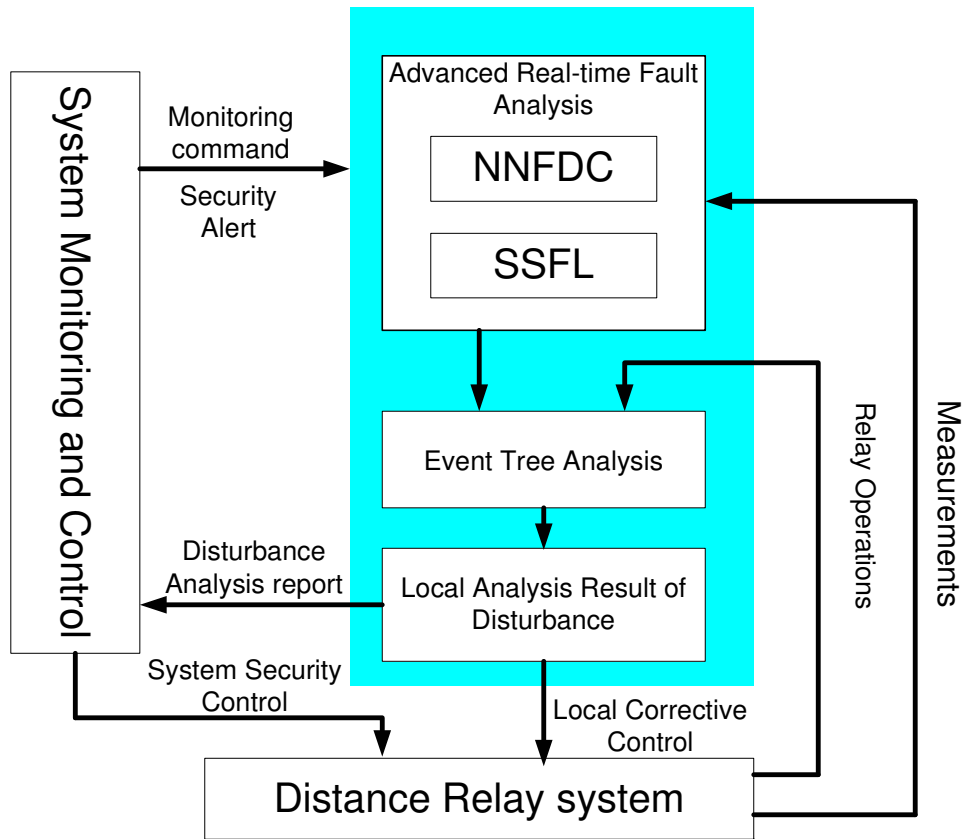 System Monitoring and Control
Monitoring
command
Security
Alert
Advanced Real-time Fault
Analysis
NNFDC
SSFL
Event Tree Analysis
Local Analysis Result of
Disturbance
Disturbance
Analysis report
System Security
Control
Local Corrective
Control
Relay Operations
Measurements
Distance Relay system